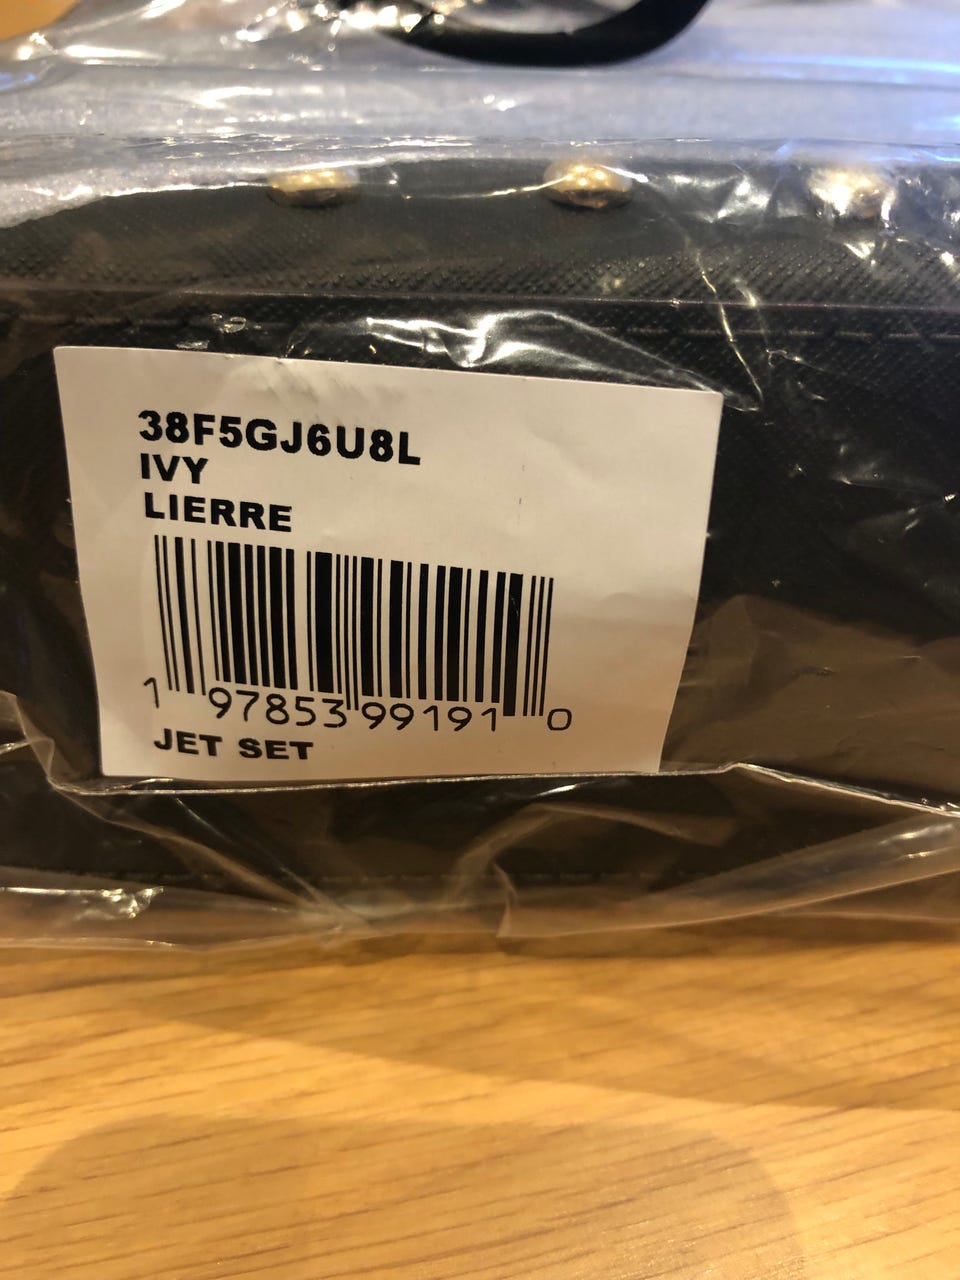 38F5GJ6U8L
IVY
LIERRE
1 97853 99191 0
JET SET